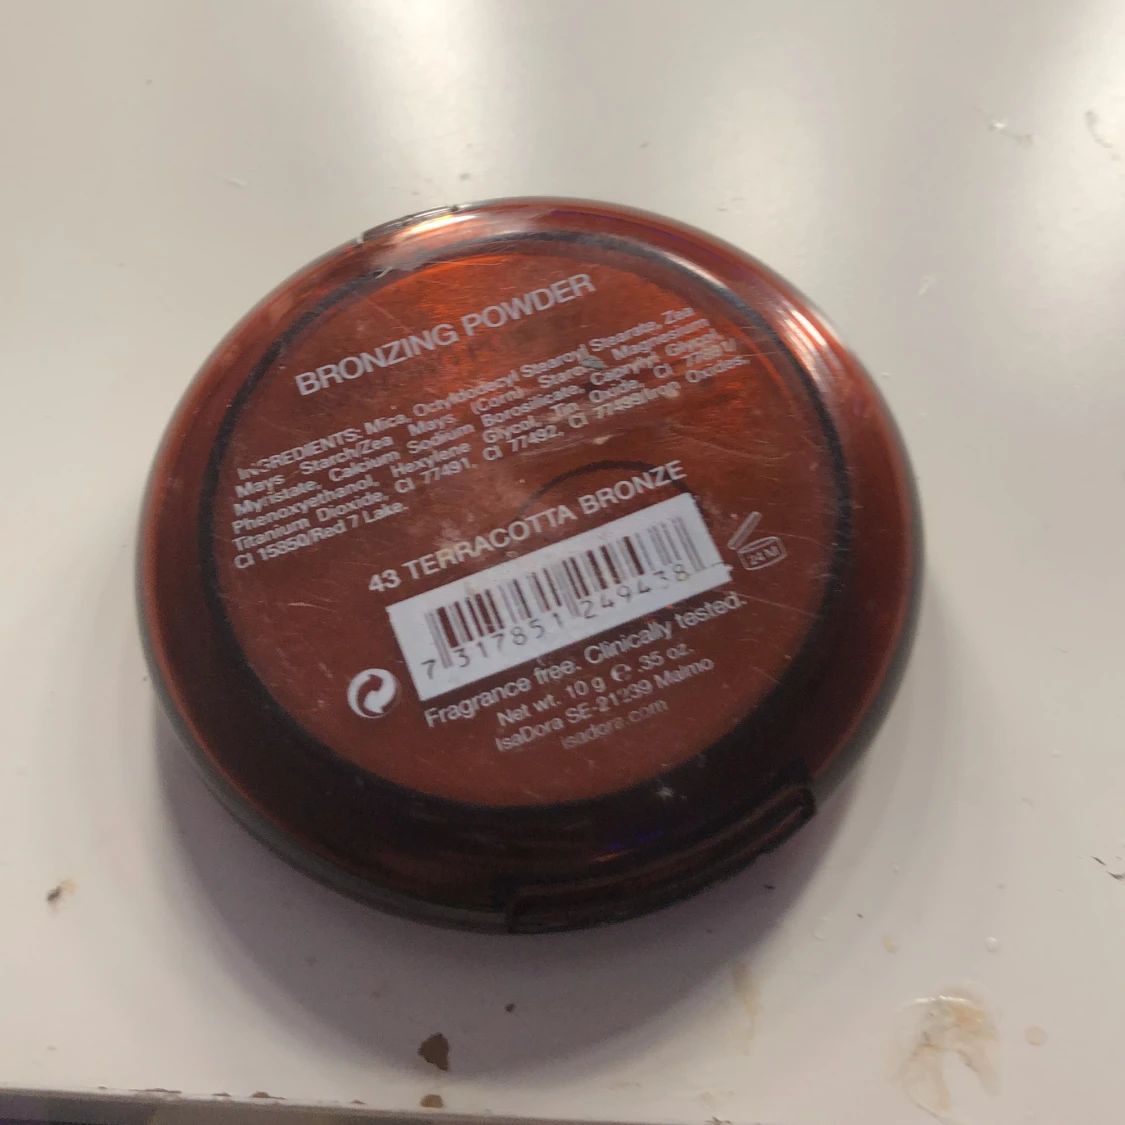 BRONZING POWDER
INGREDIENTS: Mica, Octyldodecyl Stearoyl Stearate, Zea
Mays Starch/Zea Mays (Corn) Starch, Magnesium
Myristate, Calcium Sodium Borosilicate, Caprylyl Glycol,
Phenoxyethanol, Hexylene Glycol, Tin Oxide, CI 77891/
Titanium Dioxide, CI 77491, CI 77492, CI 77499/Iron Oxides,
CI 15850/Red 7 Lake.
43 TERRACOTTA BRONZE
24 M
7 317851 249438
Fragrance free. Clinically tested.
Net wt. 10 g e .35 oz.
IsaDora SE-21239 Malmo
isadora.com